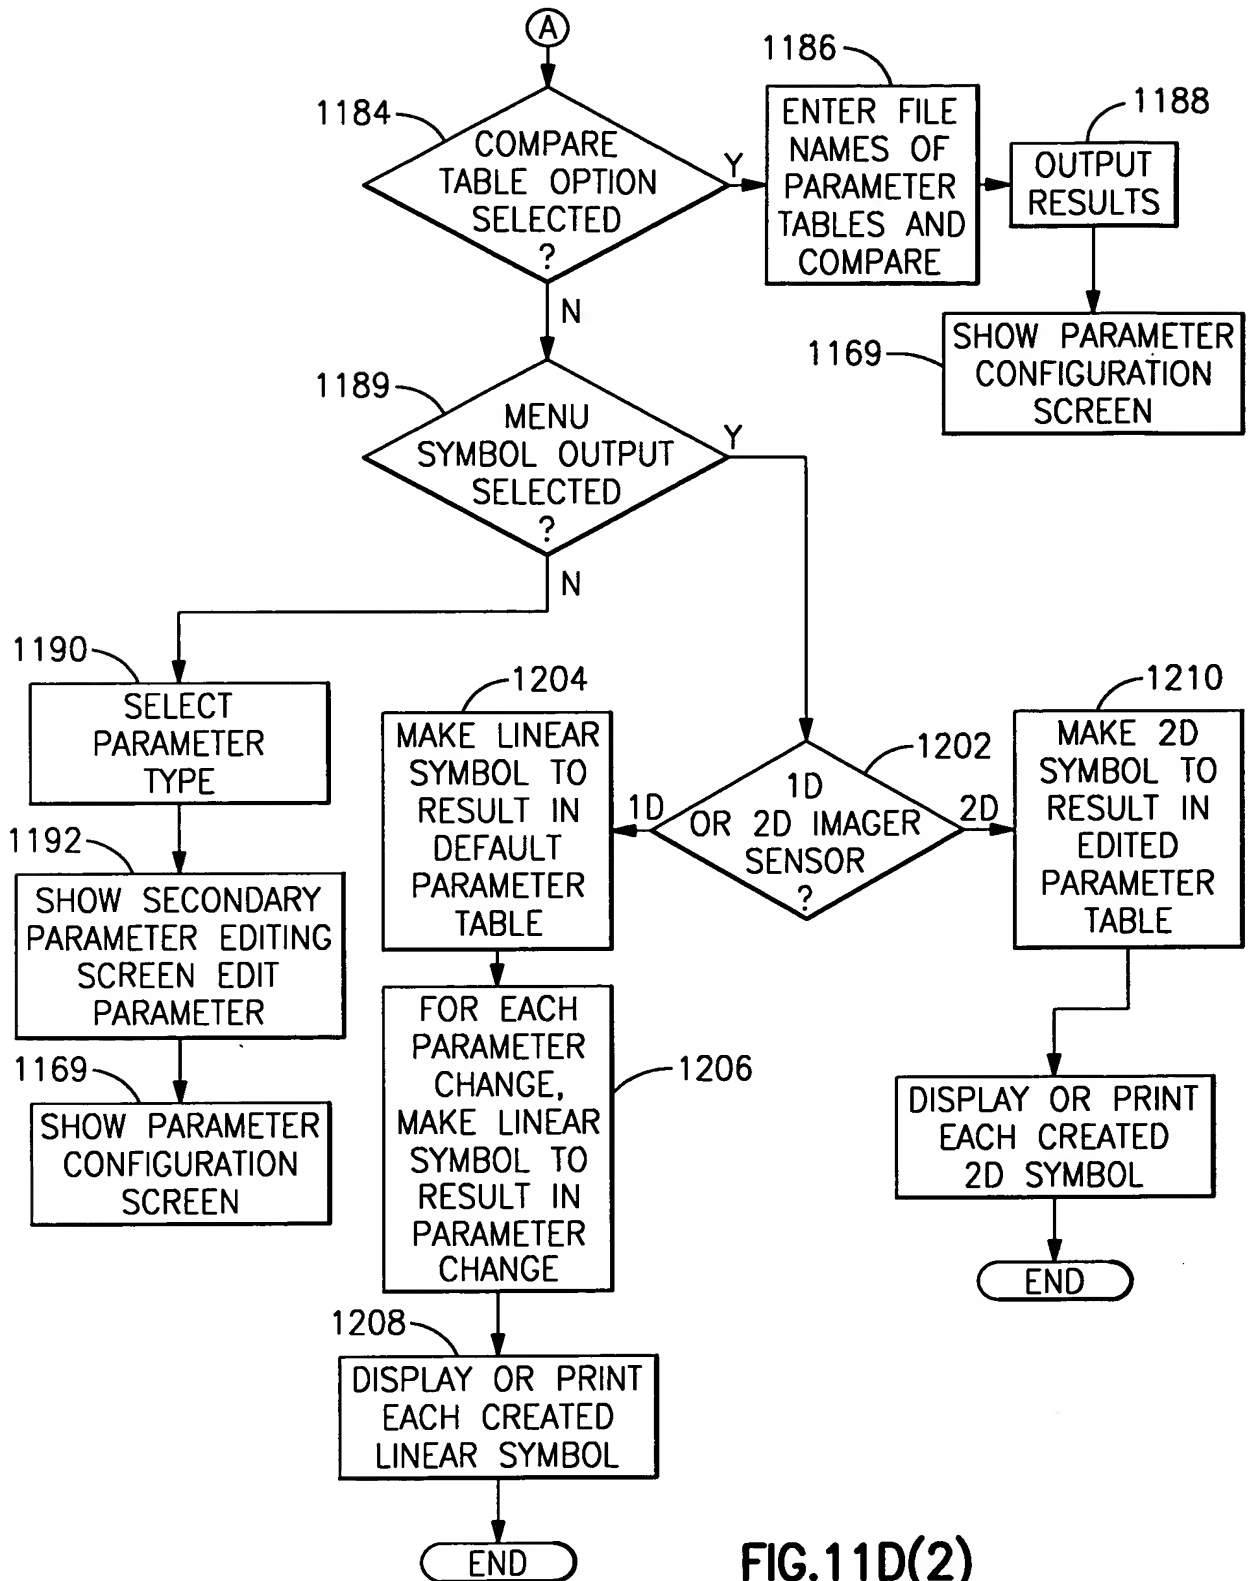 A
1184
COMPARE
TABLE OPTION
SELECTED
?
Y
N
1186
ENTER FILE
NAMES OF
PARAMETER
TABLES AND
COMPARE
1188
OUTPUT
RESULTS
1169
SHOW PARAMETER
CONFIGURATION
SCREEN
1189
MENU
SYMBOL OUTPUT
SELECTED
?
Y
N
1190
SELECT
PARAMETER
TYPE
1192
SHOW SECONDARY
PARAMETER EDITING
SCREEN EDIT
PARAMETER
1169
SHOW PARAMETER
CONFIGURATION
SCREEN
1204
MAKE LINEAR
SYMBOL TO
RESULT IN
DEFAULT
PARAMETER
TABLE
1202
1D
OR 2D IMAGER
SENSOR
?
1D
2D
1210
MAKE 2D
SYMBOL TO
RESULT IN
EDITED
PARAMETER
TABLE
1206
FOR EACH
PARAMETER
CHANGE,
MAKE LINEAR
SYMBOL TO
RESULT IN
PARAMETER
CHANGE
DISPLAY OR PRINT
EACH CREATED
2D SYMBOL
END
1208
DISPLAY OR PRINT
EACH CREATED
LINEAR SYMBOL
END
FIG.11D(2)